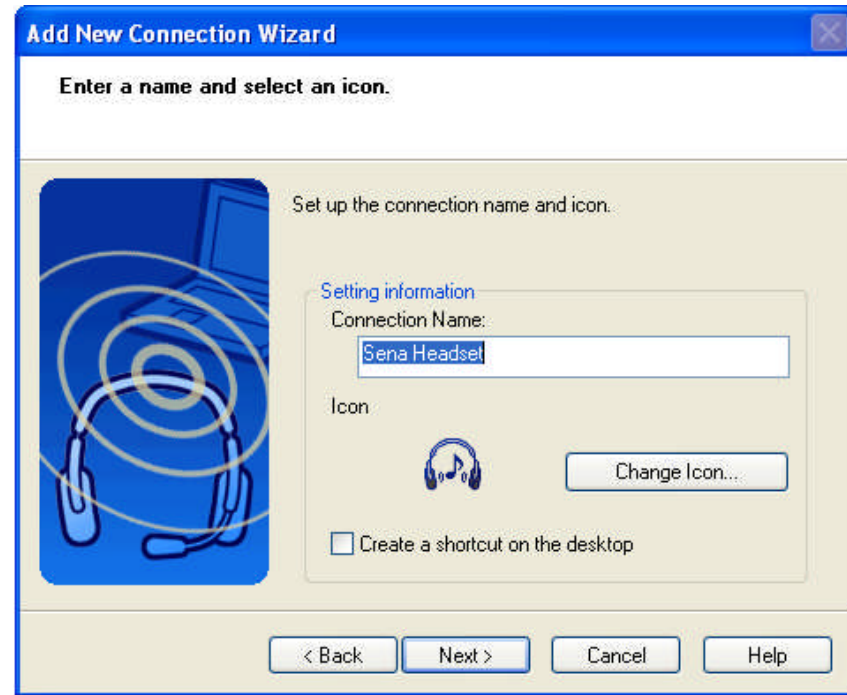 Add New Connection Wizard
Enter a name and select an icon.
Set up the connection name and icon.
Setting information
Connection Name:
Sena Headset
Icon
Change Icon...
Create a shortcut on the desktop
< Back Next > Cancel Help